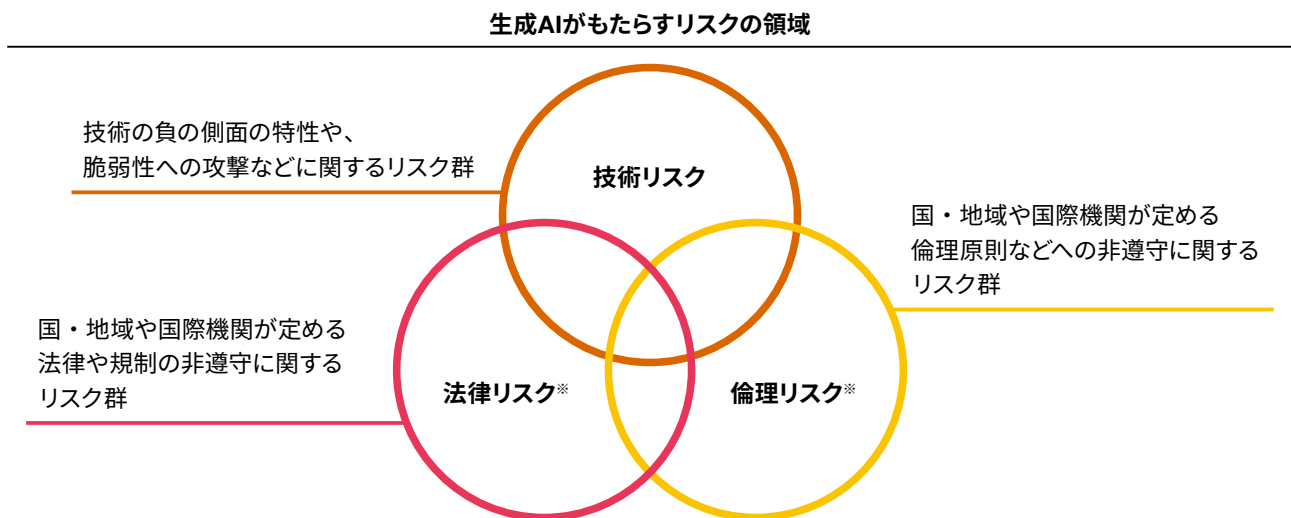 生成AIがもたらすリスクの領域
技術の負の側面の特性や、
脆弱性への攻撃などに関するリスク群
技術リスク
国・地域や国際機関が定める
倫理原則などへの非遵守に関する
リスク群
国・地域や国際機関が定める
法律や規制の非遵守に関する
リスク群
法律リスク※
倫理リスク※